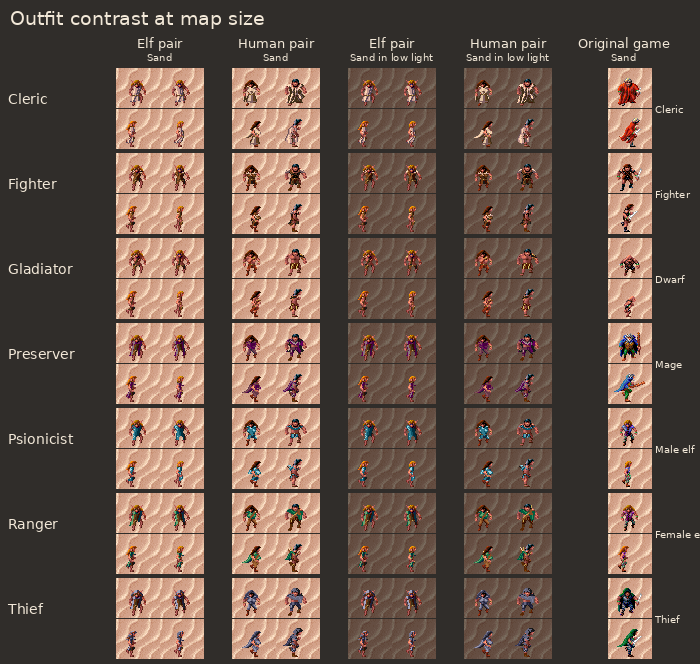 Outfit contrast at map size
Elf pair
Human pair
Elf pair
Human pair
Original game
Sand
Sand
Sand in low light
Sand in low light
Sand
Cleric
Cleric
Fighter
Fighter
Gladiator
Dwarf
Preserver
Mage
Psionicist
Male elf
Ranger
Female e
Thief
Thief